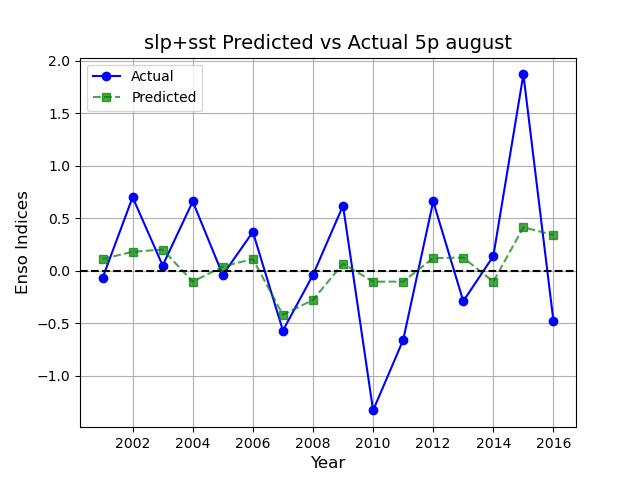 slp+sst Predicted vs Actual 5p august
Actual
Predicted
Enso Indices
2.0
1.5
1.0
0.5
0.0
−0.5
−1.0
2002 2004 2006 2008 2010 2012 2014 2016
Year